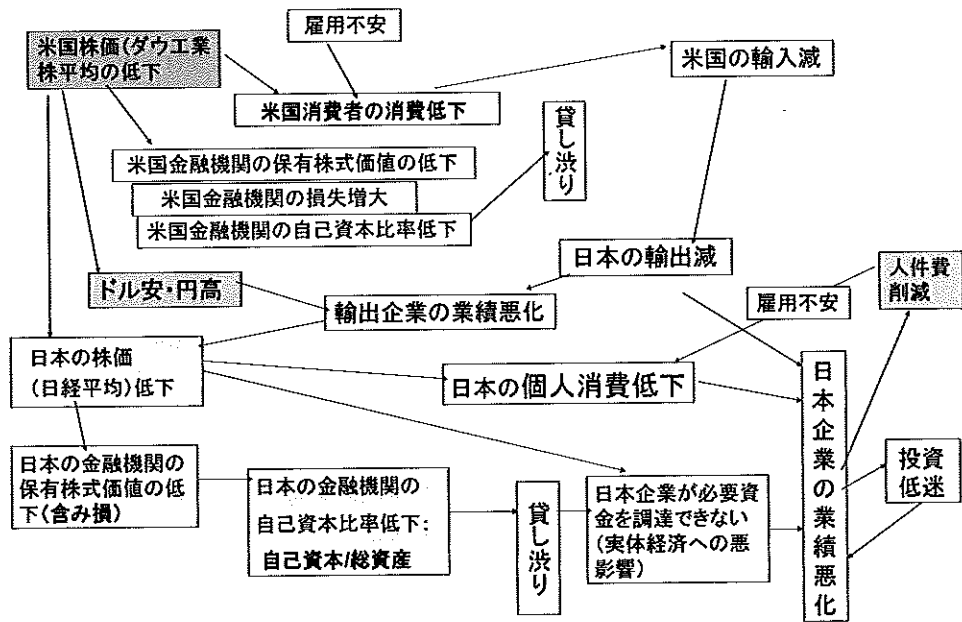 雇用不安
米国株価(ダウ工業
株平均の低下
米国の輸入減
米国消費者の消費低下
貸し渋り
米国金融機関の保有株式価値の低下
米国金融機関の損失増大
米国金融機関の自己資本比率低下
日本の輸出減
人件費
削減
ドル安・円高
輸出企業の業績悪化
雇用不安
日本の株価
(日経平均)低下
日本の個人消費低下
日本企業の業績悪化
日本の金融機関の
保有株式価値の低
下(含み損)
日本の金融機関の
自己資本比率低下:
自己資本/総資産
貸し渋り
日本企業が必要資
金を調達できない
(実体経済への悪
影響)
投資
低迷